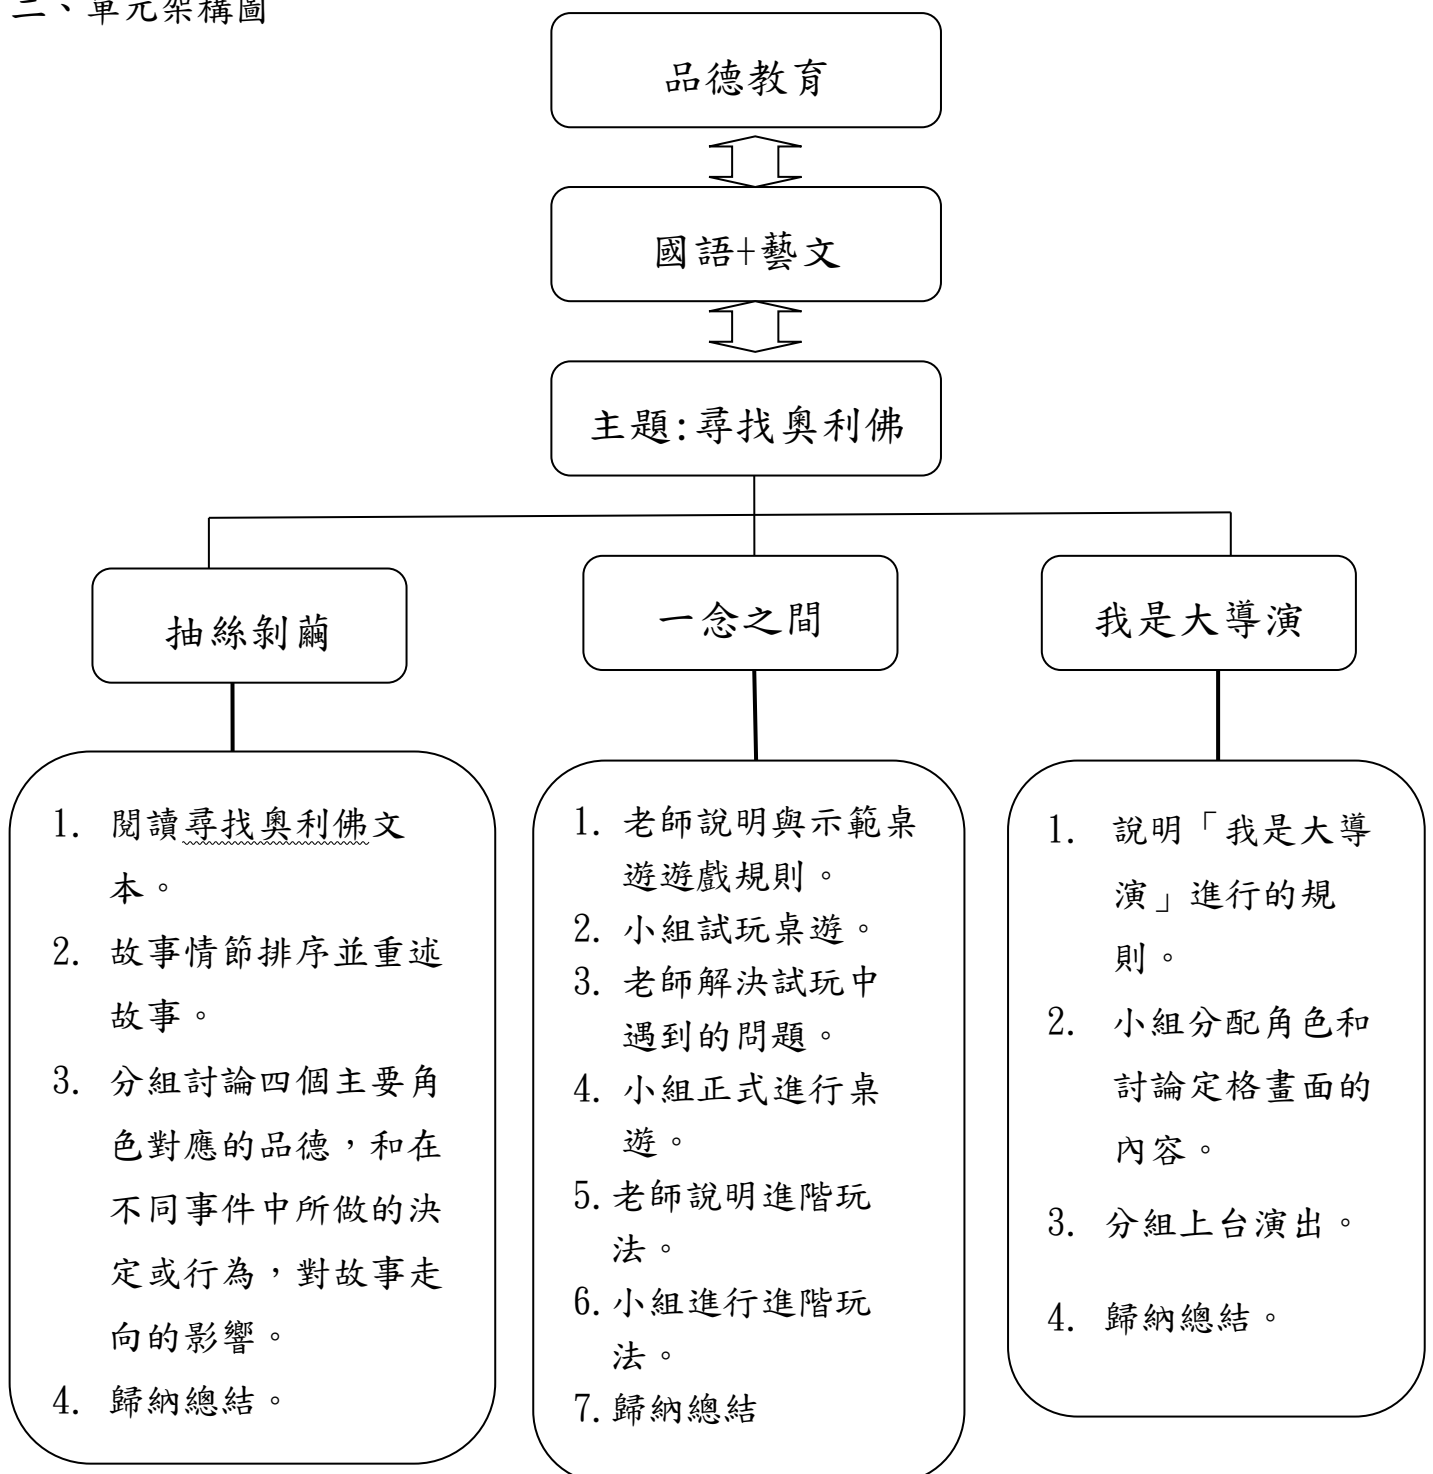 二、單元架構圖
品德教育
國語+藝文
主題:尋找奧利佛
抽絲剝繭
一念之間
我是大導演
1. 閱讀尋找奧利佛文
本。
2. 故事情節排序並重述
故事。
3. 分組討論四個主要角
色對應的品德，和在
不同事件中所做的決
定或行為，對故事走
向的影響。
4. 歸納總結。
1. 老師說明與示範桌
遊遊戲規則。
2. 小組試玩桌遊。
3. 老師解決試玩中
遇到的問題。
4. 小組正式進行桌
遊。
5.老師說明進階玩
法。
6.小組進行進階玩
法。
7.歸納總結
1. 說明「我是大導
演」進行的規
則。
2. 小組分配角色和
討論定格畫面的
內容。
3. 分組上台演出。
4. 歸納總結。